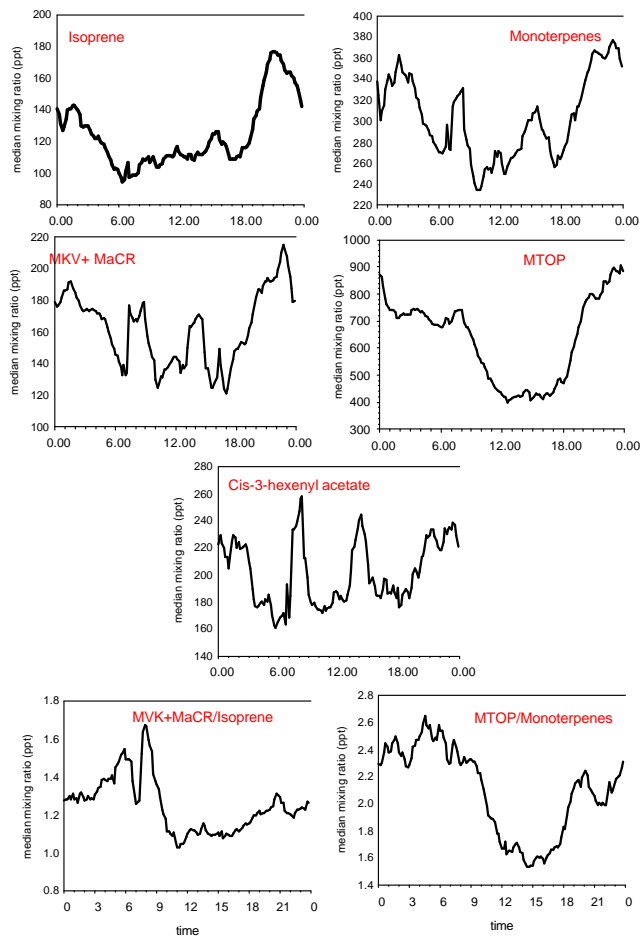 Isoprene
median mixing ratio (ppt)
200
180
160
140
120
100
80
0.00 6.00 12.00 18.00 0.00
Monoterpenes
median mixing ratio (ppt)
400
380
360
340
320
300
280
260
240
220
0.00 6.00 12.00 18.00 0.00
MKV+ MaCR
median mixing ratio (ppt)
220
200
180
160
140
120
100
0.00 6.00 12.00 18.00 0.00
MTOP
median mixing ratio (ppt)
1000
900
800
700
600
500
400
300
0.00 6.00 12.00 18.00 0.00
Cis-3-hexenyl acetate
median mixing ratio (ppt)
260
240
220
200
180
160
140
0.00 6.00 12.00 18.00 0.00
MVK+MaCR/Isoprene
median mixing ratio (ppt)
1.8
1.6
1.4
1.2
1.0
0.8
0 3 6 9 12 15 18 21 0
time
MTOP/Monoterpenes
median mixing ratio (ppt)
2.8
2.6
2.4
2.2
2.0
1.8
1.6
1.4
0 3 6 9 12 15 18 21 0
time